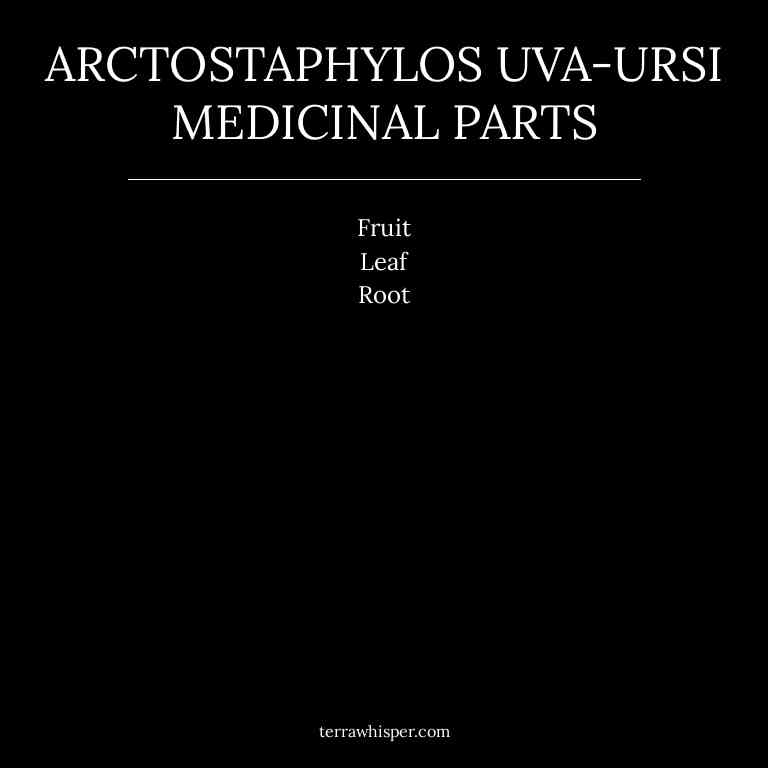 ARCTOSTAPHYLOS UVA-URSI
MEDICINAL PARTS
Fruit
Leaf
Root
terrawhisper.com